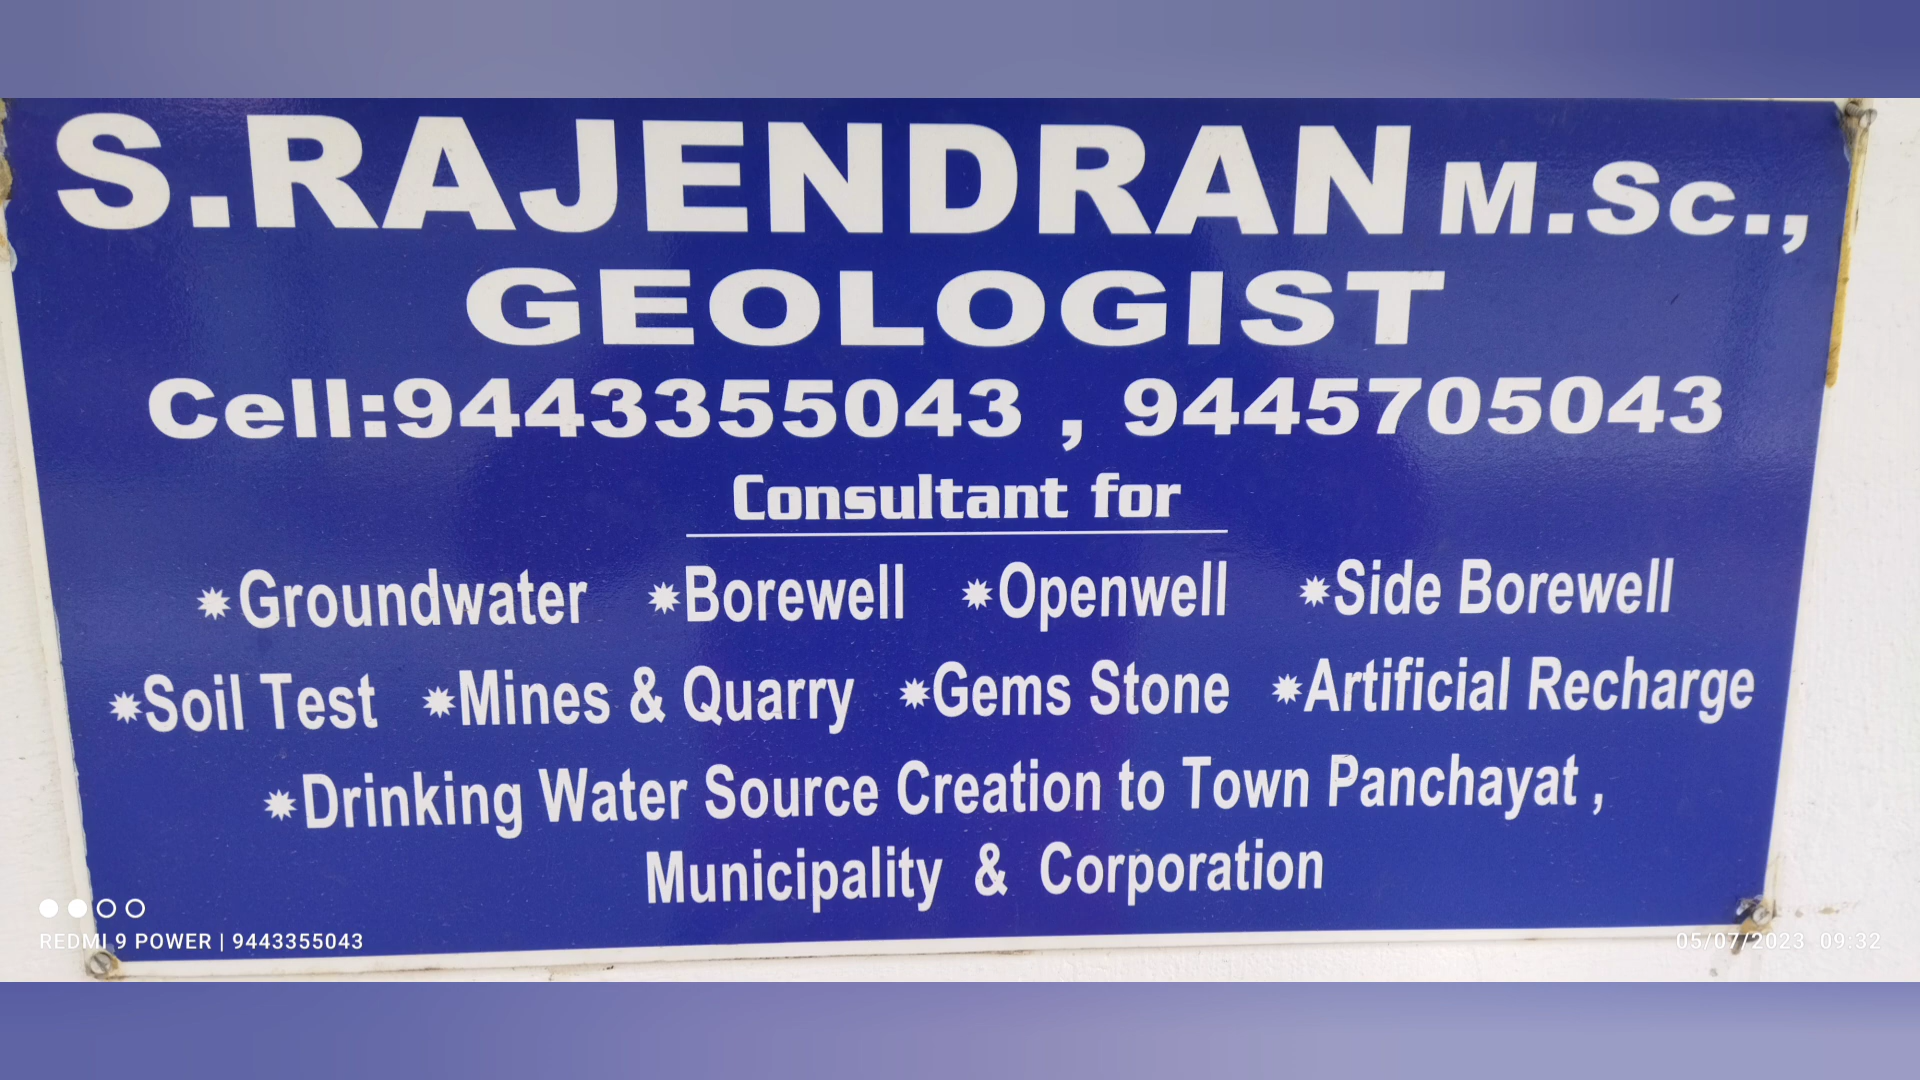 S.RAJENDRAN M.Sc.,
GEOLOGIST
Cell:9443355043 , 9445705043
Consultant for
Groundwater Borewell Openwell Side Borewell
Soil Test Mines & Quarry Gems Stone Artificial Recharge
Drinking Water Source Creation to Town Panchayat ,
Municipality & Corporation
REDMI 9 POWER | 9443355043
05/07/2023 09:32